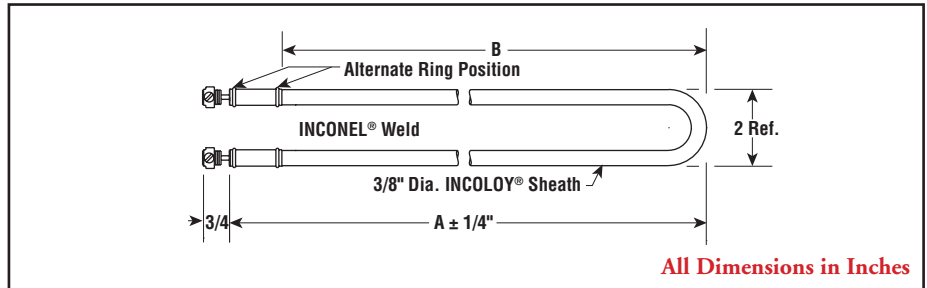 B
Alternate Ring Position
INCONEL® Weld
2 Ref.
3/8" Dia. INCOLOY® Sheath
3/4
A ± 1/4"
All Dimensions in Inches